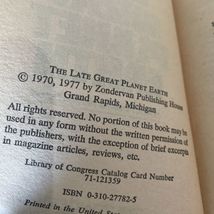 THE LATE GREAT PLANET EARTH
© 1970, 1977 by Zondervan Publishing House
Grand Rapids, Michigan
All rights reserved. No portion of this book may be
used in any form without the written permission of
the publishers, with the exception of brief excerpts
in magazine articles, reviews, etc.
Library of Congress Catalog Card Number
71-121359
ISBN 0-310-27782-5
Printed in the United States